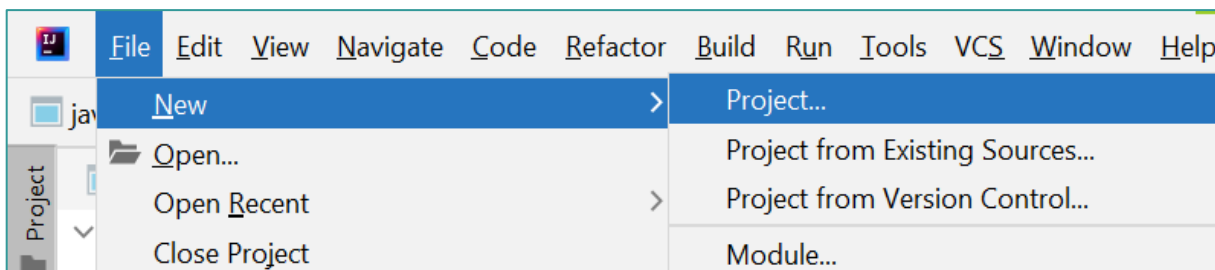 IJ
File Edit View Navigate Code Refactor Build Run Tools VCS Window Help
jav
New
Project...
Open...
Project from Existing Sources...
Open Recent
Project from Version Control...
Close Project
Module...
Project